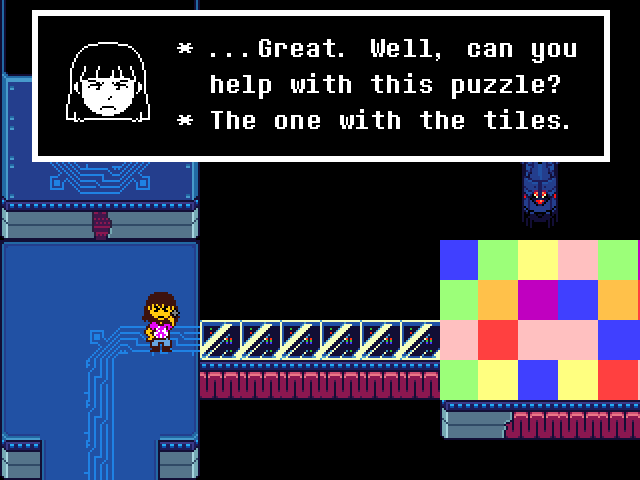 * ...Great. Well, can you
help with this puzzle?
* The one with the tiles.